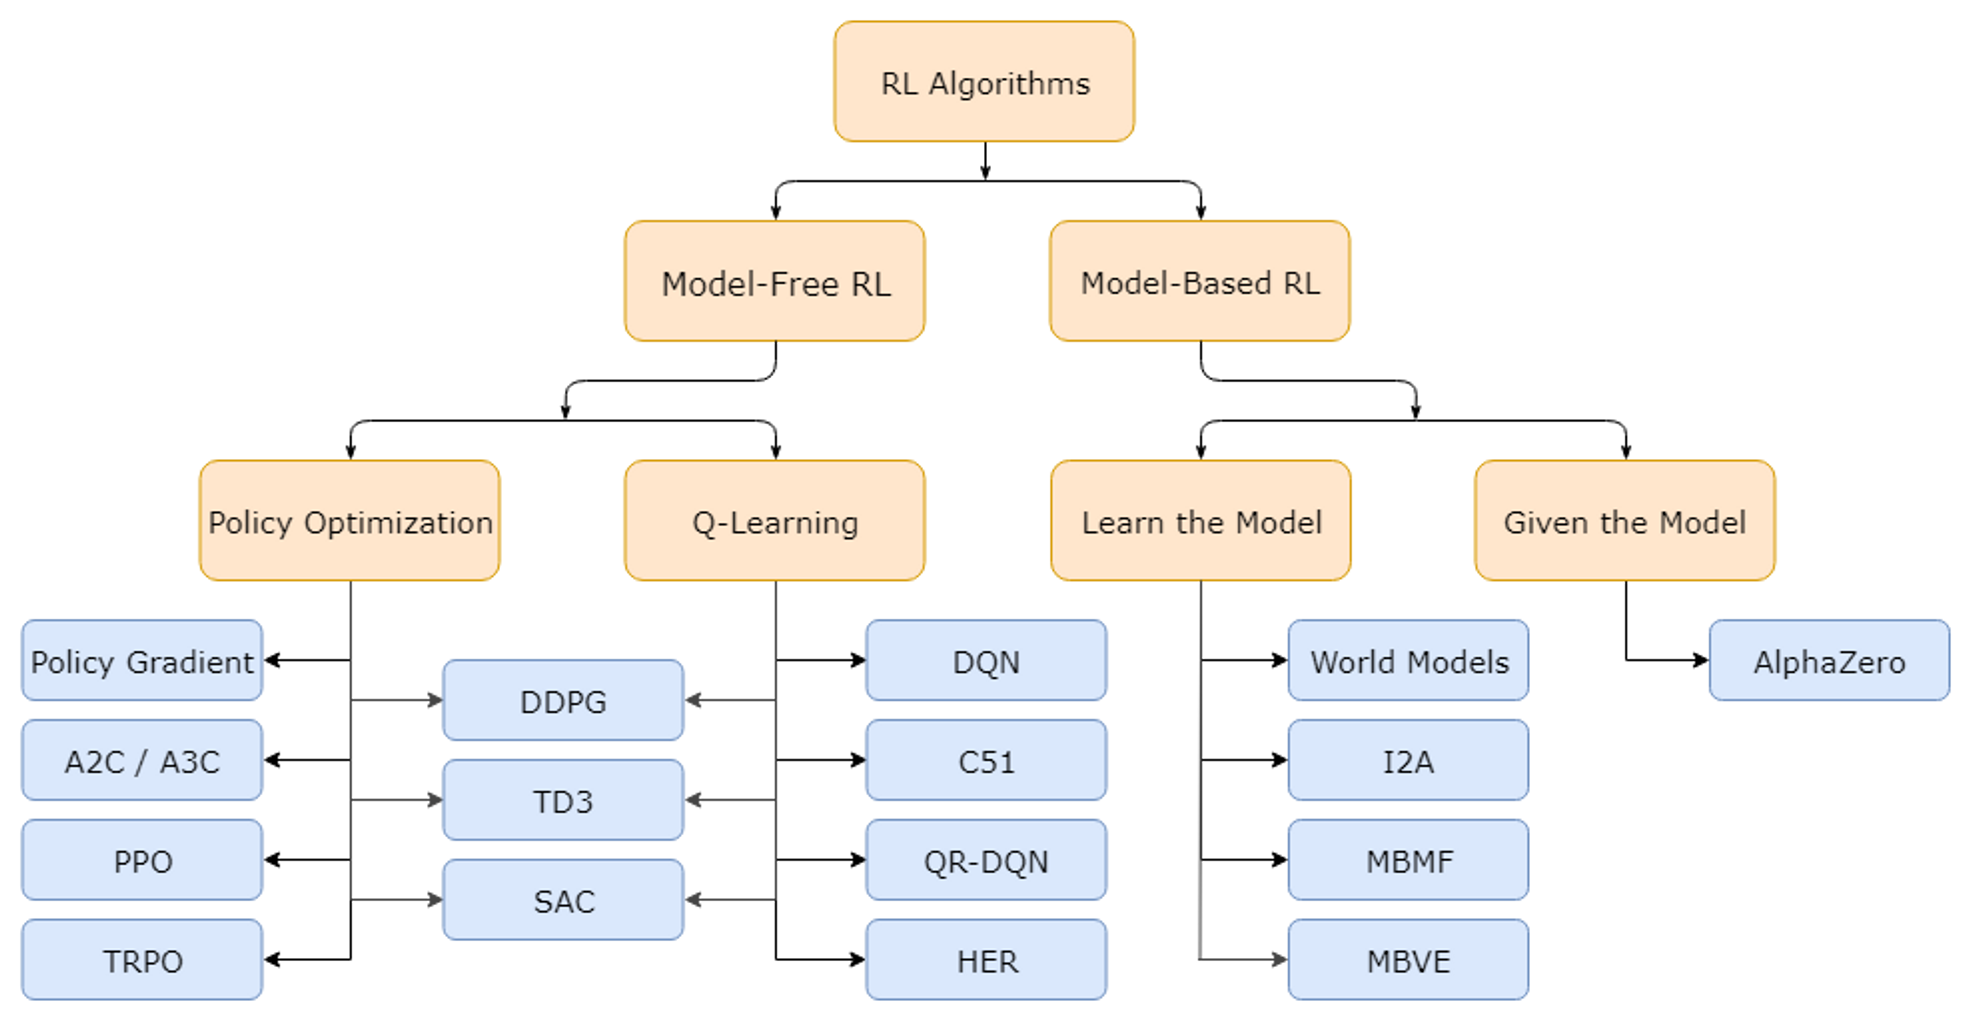 RL Algorithms
Model-Free RL
Model-Based RL
Policy Optimization
Q-Learning
Learn the Model
Given the Model
Policy Gradient
DDPG
DQN
World Models
AlphaZero
A2C / A3C
TD3
C51
I2A
PPO
SAC
QR-DQN
MBMF
TRPO
HER
MBVE